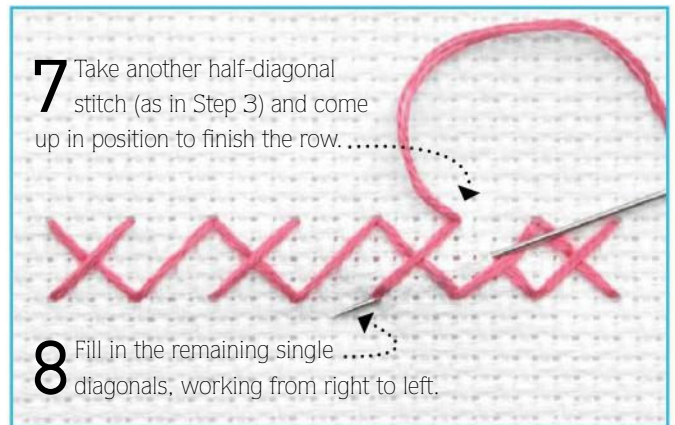 7 Take another half-diagonal
stitch (as in Step 3) and come
up in position to finish the row.
8 Fill in the remaining single
diagonals, working from right to left.